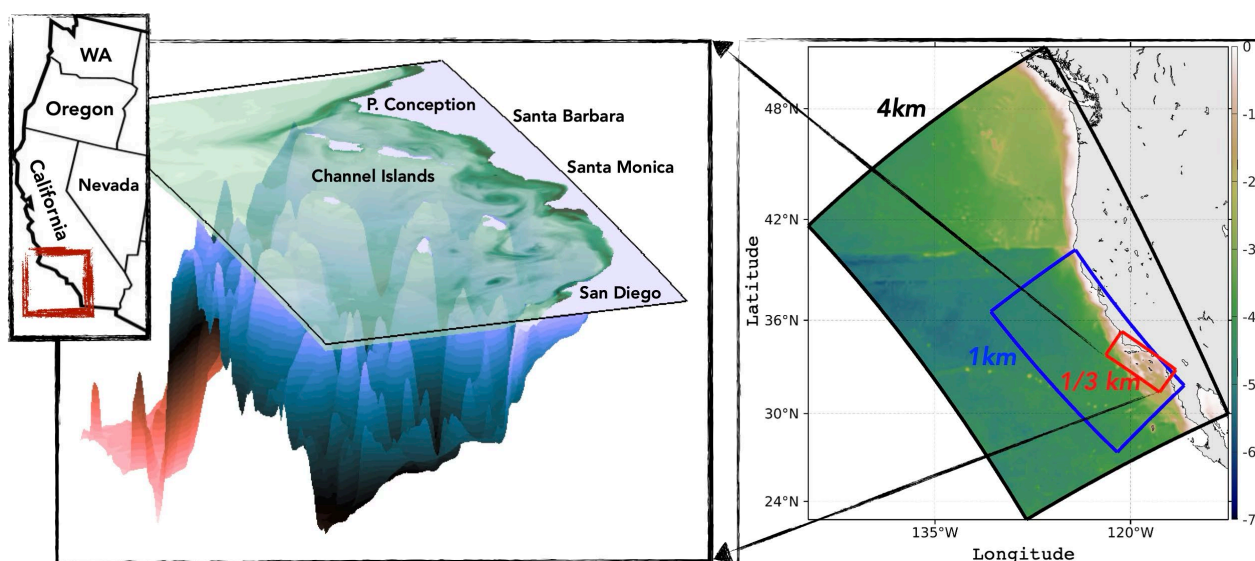 WA
Oregon
California
Nevada
P. Conception
Santa Barbara
Santa Monica
Channel Islands
San Diego
4km
1km
1/3 km
48°N
42°N
36°N
30°N
24°N
Latitude
135°W
120°W
Longitude
0
-1
-2
-3
-4
-5
-6
-7